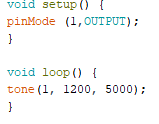 void setup() {
pinMode (1,OUTPUT);
}
void loop() {
tone(1, 1200, 5000);
}